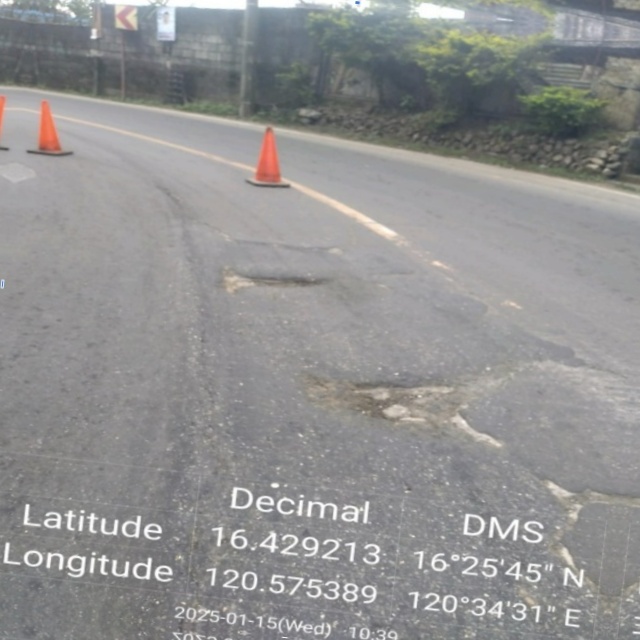 Decimal DMS
Latitude 16.429213 16°25'45" N
Longitude 120.575389 120°34'31" E
2025-01-15(Wed) 10:39